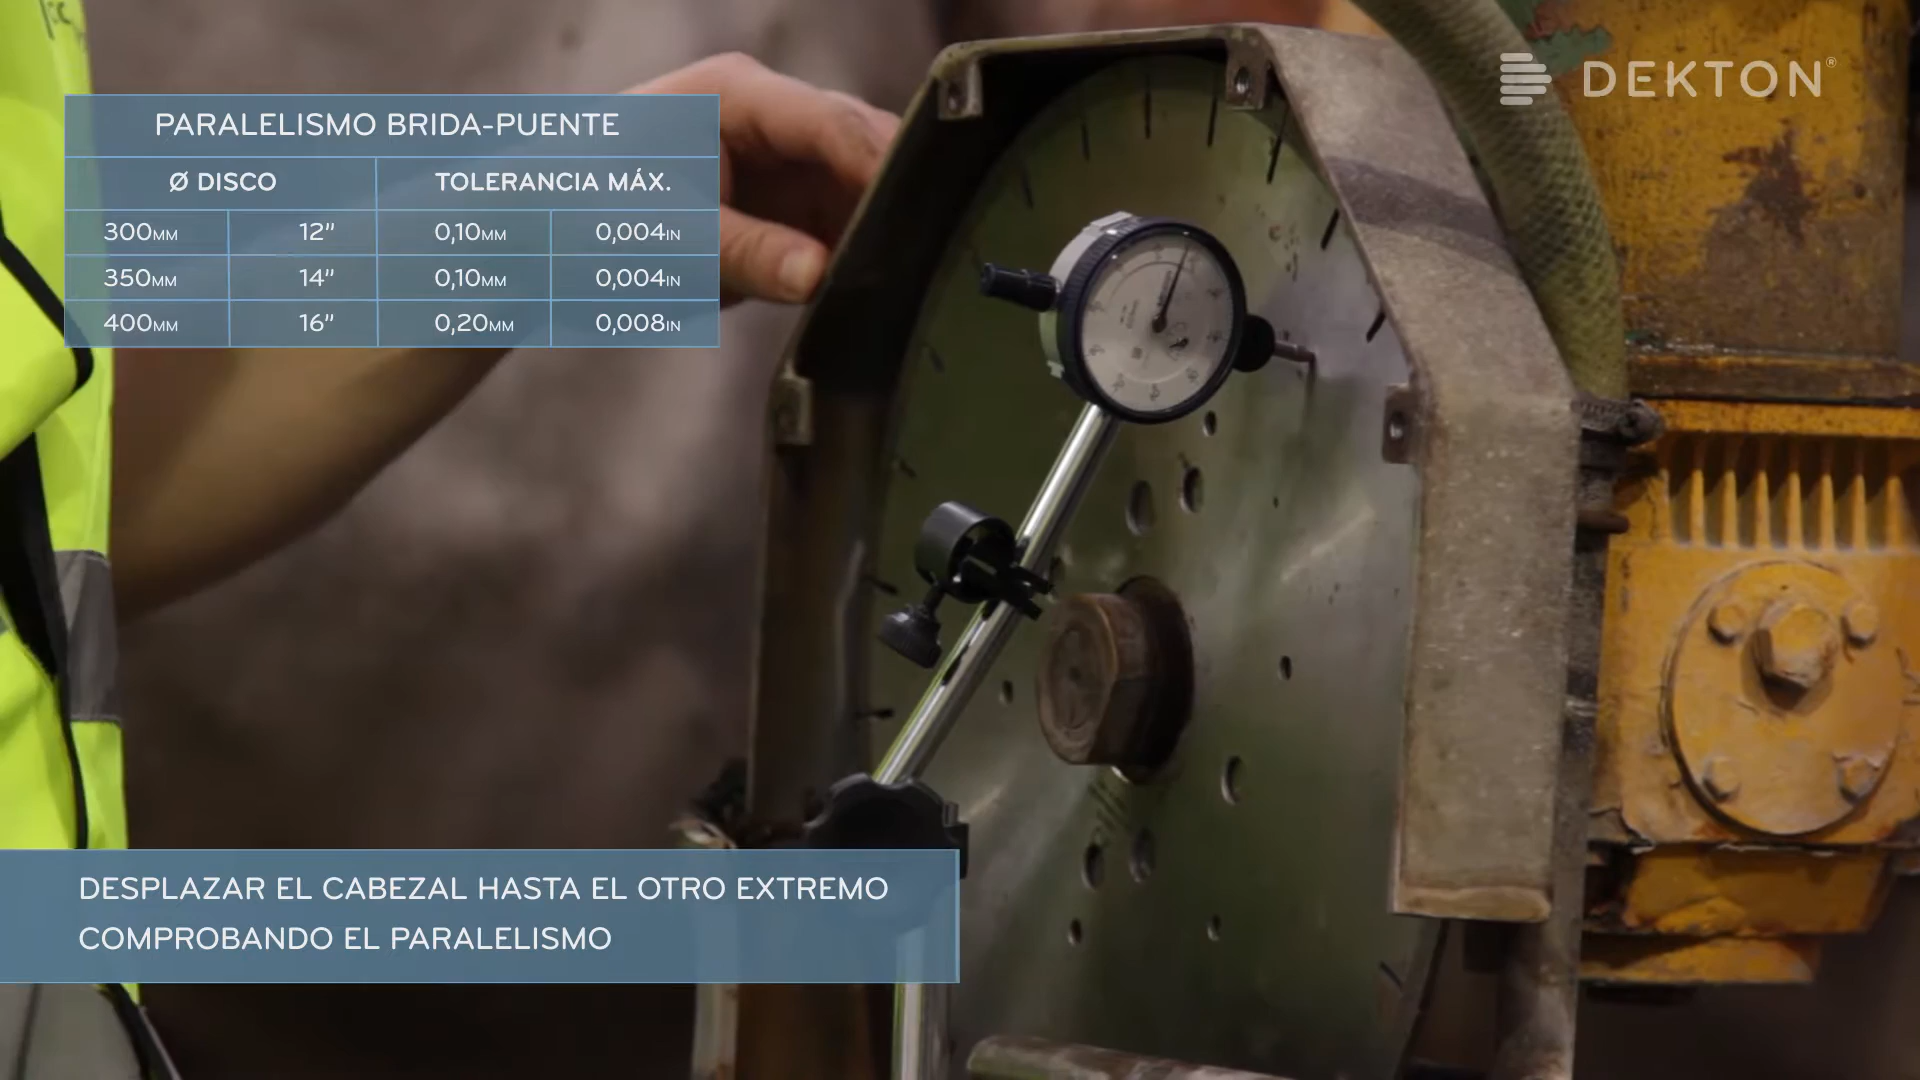 DEKTON®
PARALELISMO BRIDA-PUENTE
Ø DISCO TOLERANCIA MÁX.
300MM 12” 0,10MM 0,004IN
350MM 14” 0,10MM 0,004IN
400MM 16” 0,20MM 0,008IN
DESPLAZAR EL CABEZAL HASTA EL OTRO EXTREMO
COMPROBANDO EL PARALELISMO